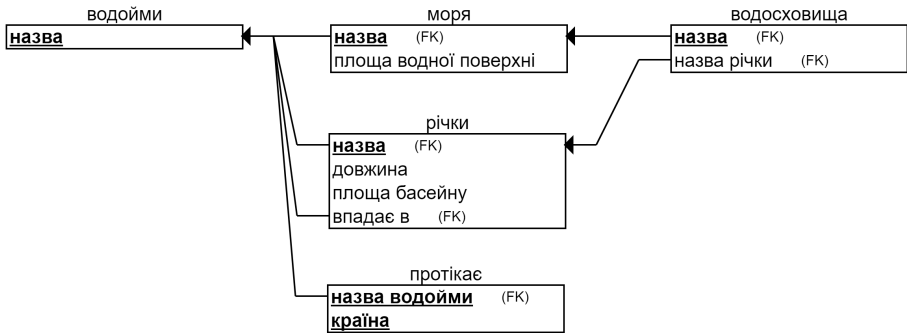 водойми
назва
моря
назва (FK)
площа водної поверхні
водосховища
назва (FK)
назва річки (FK)
річки
назва (FK)
довжина
площа басейну
впадає в (FK)
протікає
назва водойми (FK)
країна